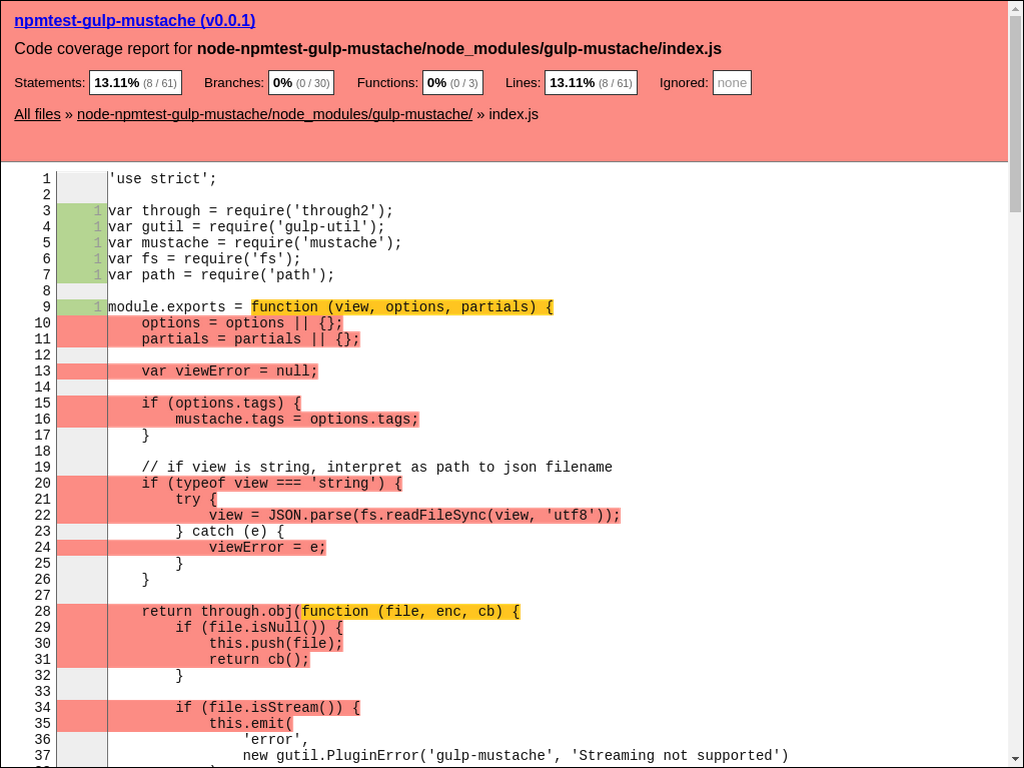 npmtest-gulp-mustache (v0.0.1)
Code coverage report for node-npmtest-gulp-mustache/node_modules/gulp-mustache/index.js
Statements: 13.11% (8 / 61) Branches: 0% (0 / 30) Functions: 0% (0 / 3) Lines: 13.11% (8 / 61) Ignored: none
All files » node-npmtest-gulp-mustache/node_modules/gulp-mustache/ » index.js
1 'use strict';
2
3 1 var through = require('through2');
4 1 var gutil = require('gulp-util');
5 1 var mustache = require('mustache');
6 1 var fs = require('fs');
7 1 var path = require('path');
8
9 1 module.exports = function (view, options, partials) {
10     options = options || {};
11     partials = partials || {};
12
13     var viewError = null;
14
15     if (options.tags) {
16         mustache.tags = options.tags;
17     }
18
19     // if view is string, interpret as path to json filename
20     if (typeof view === 'string') {
21         try {
22             view = JSON.parse(fs.readFileSync(view, 'utf8'));
23         } catch (e) {
24             viewError = e;
25         }
26     }
27
28     return through.obj(function (file, enc, cb) {
29         if (file.isNull()) {
30             this.push(file);
31             return cb();
32         }
33
34         if (file.isStream()) {
35             this.emit(
36                 'error',
37                 new gutil.PluginError('gulp-mustache', 'Streaming not supported')